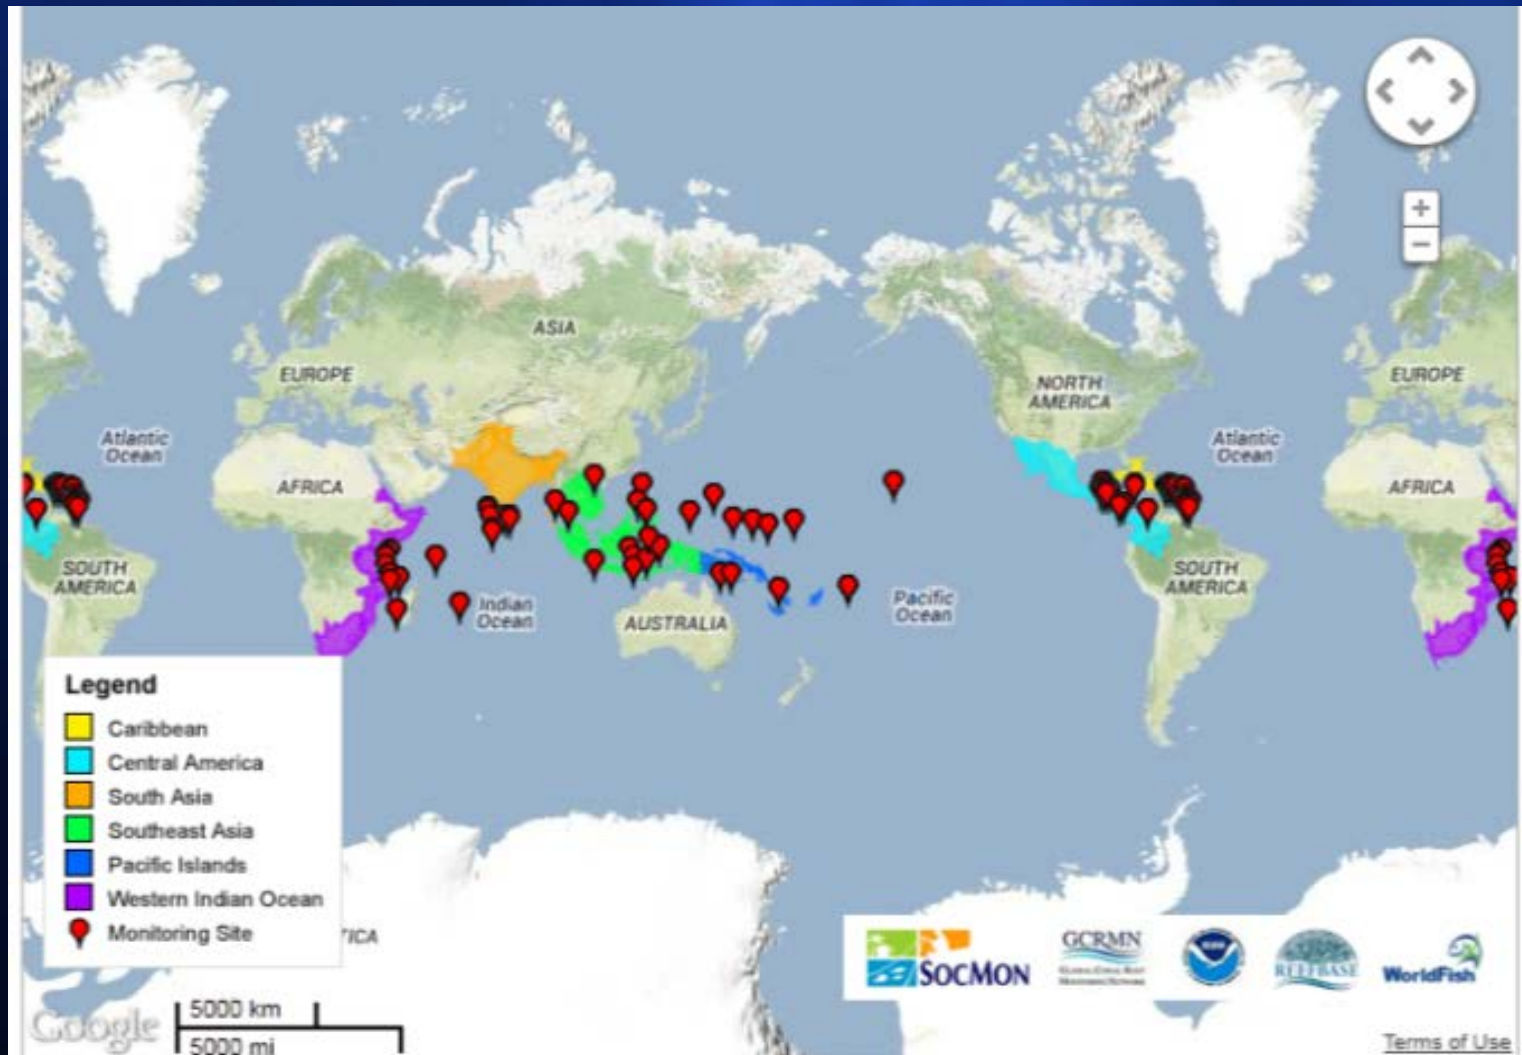 ASIA
EUROPE
NORTH
AMERICA
EUROPE
Atlantic
Ocean
Atlantic
Ocean
AFRICA
AFRICA
SOUTH
AMERICA
Indian
Ocean
AUSTRALIA
Pacific
Ocean
SOUTH
AMERICA
Legend
Caribbean
Central America
South Asia
Southeast Asia
Pacific Islands
Western Indian Ocean
Monitoring Site
TICA
SOCMON
GCRMN
REEFBASE
WorldFish
Google
5000 km
5000 mi
Terms of Use